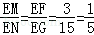 EM/EN = EF/EG = 3/15 = 1/5